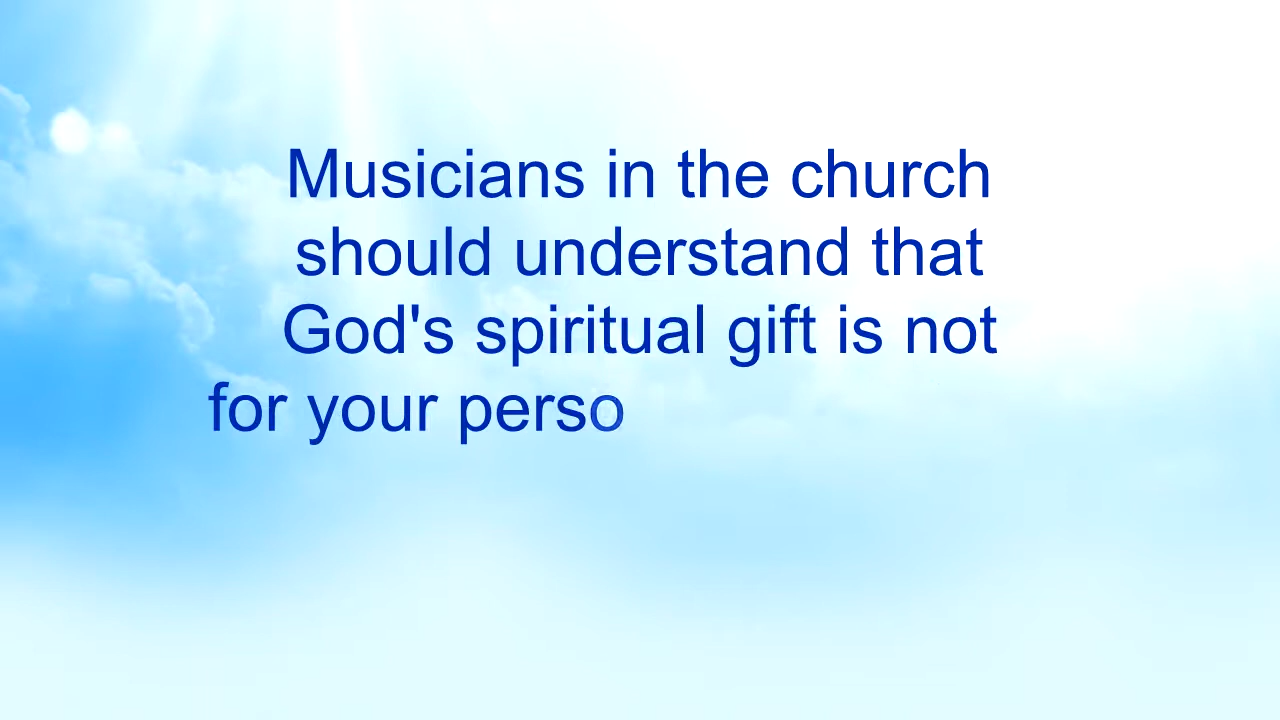 Musicians in the church
should understand that
God's spiritual gift is not
for your perso